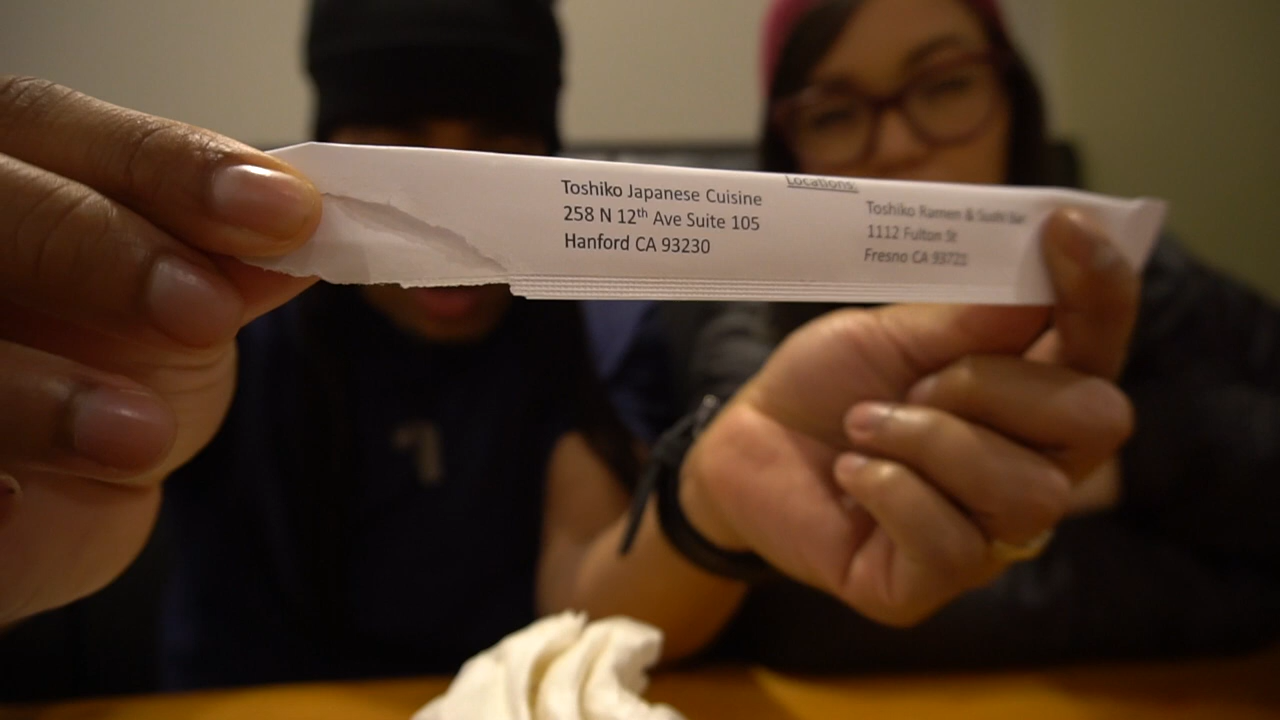 Locations:
Toshiko Japanese Cuisine
258 N 12th Ave Suite 105
Hanford CA 93230
Toshiko Ramen & Sushi Bar
1112 Fulton St
Fresno CA 93721